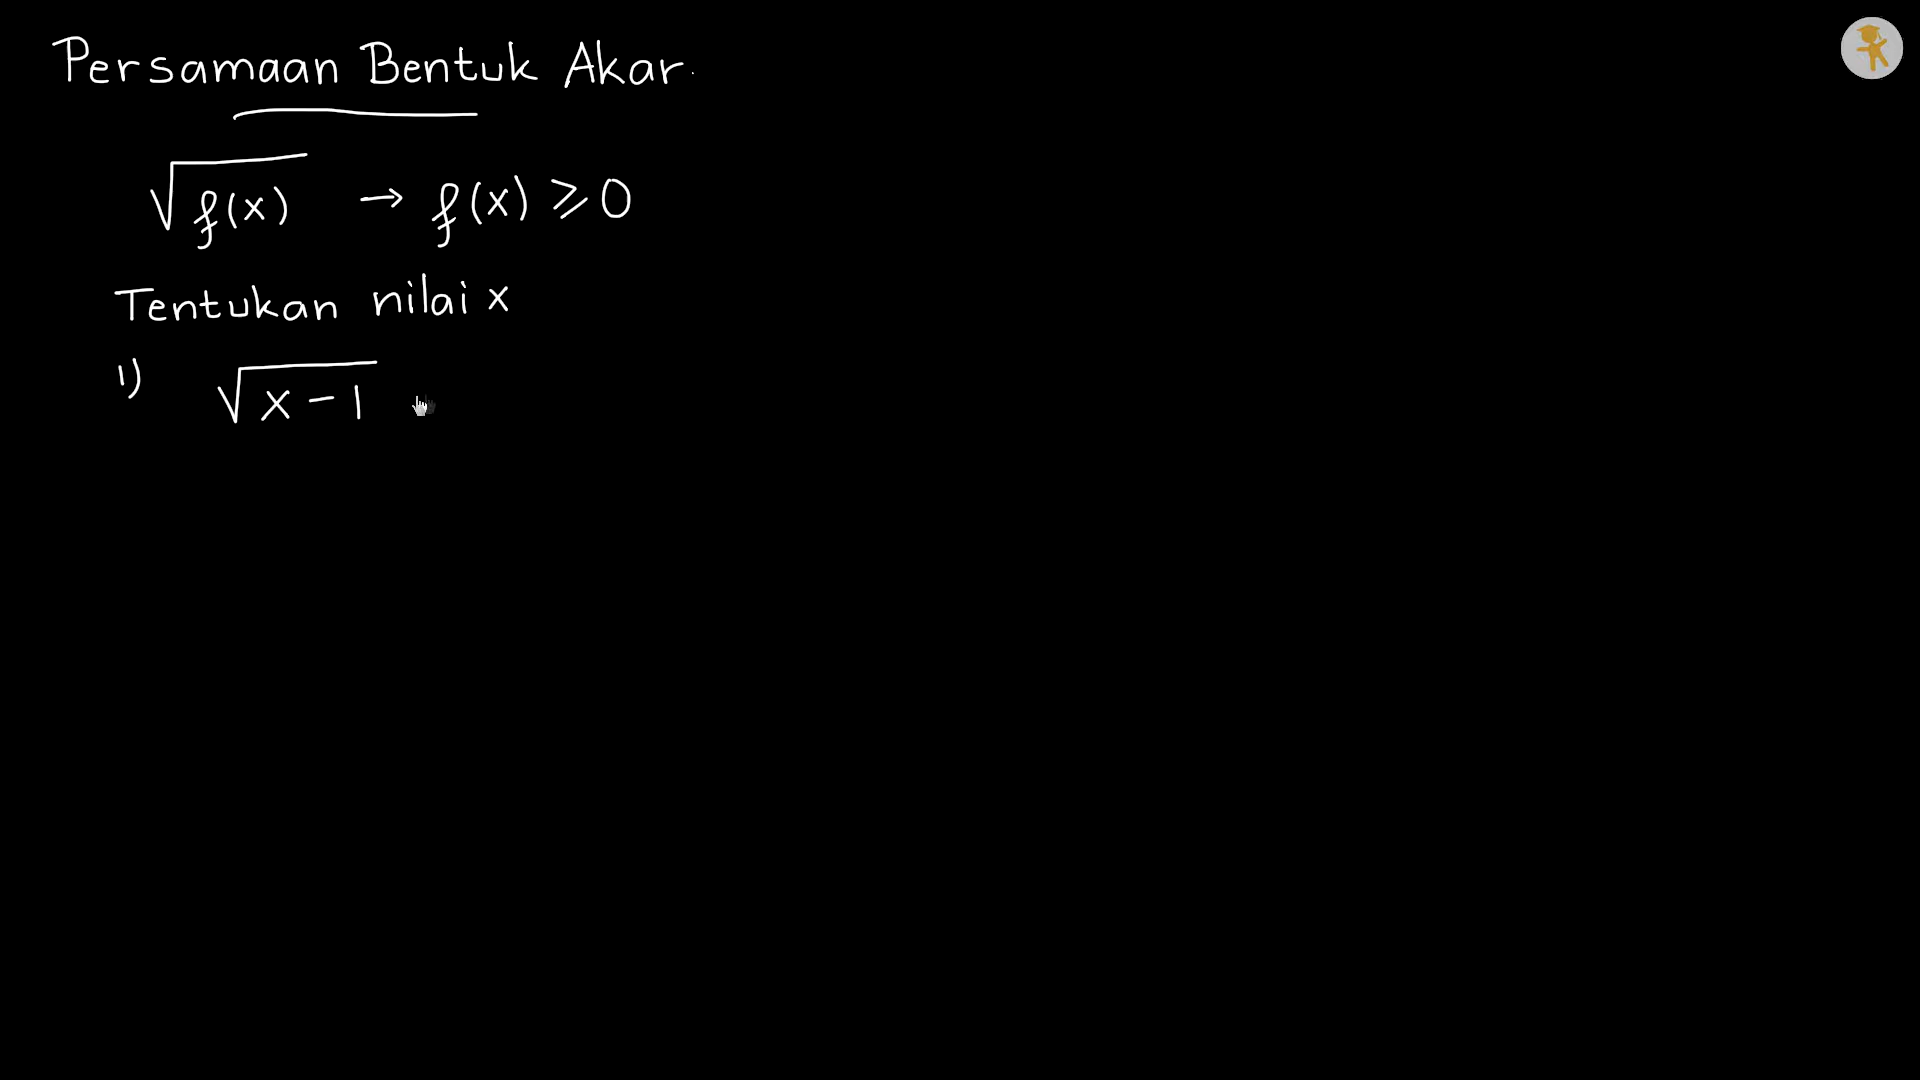 Persamaan Bentuk Akar.
√f(x) → f(x) ⩾ 0
Tentukan nilai x
1) √x - 1